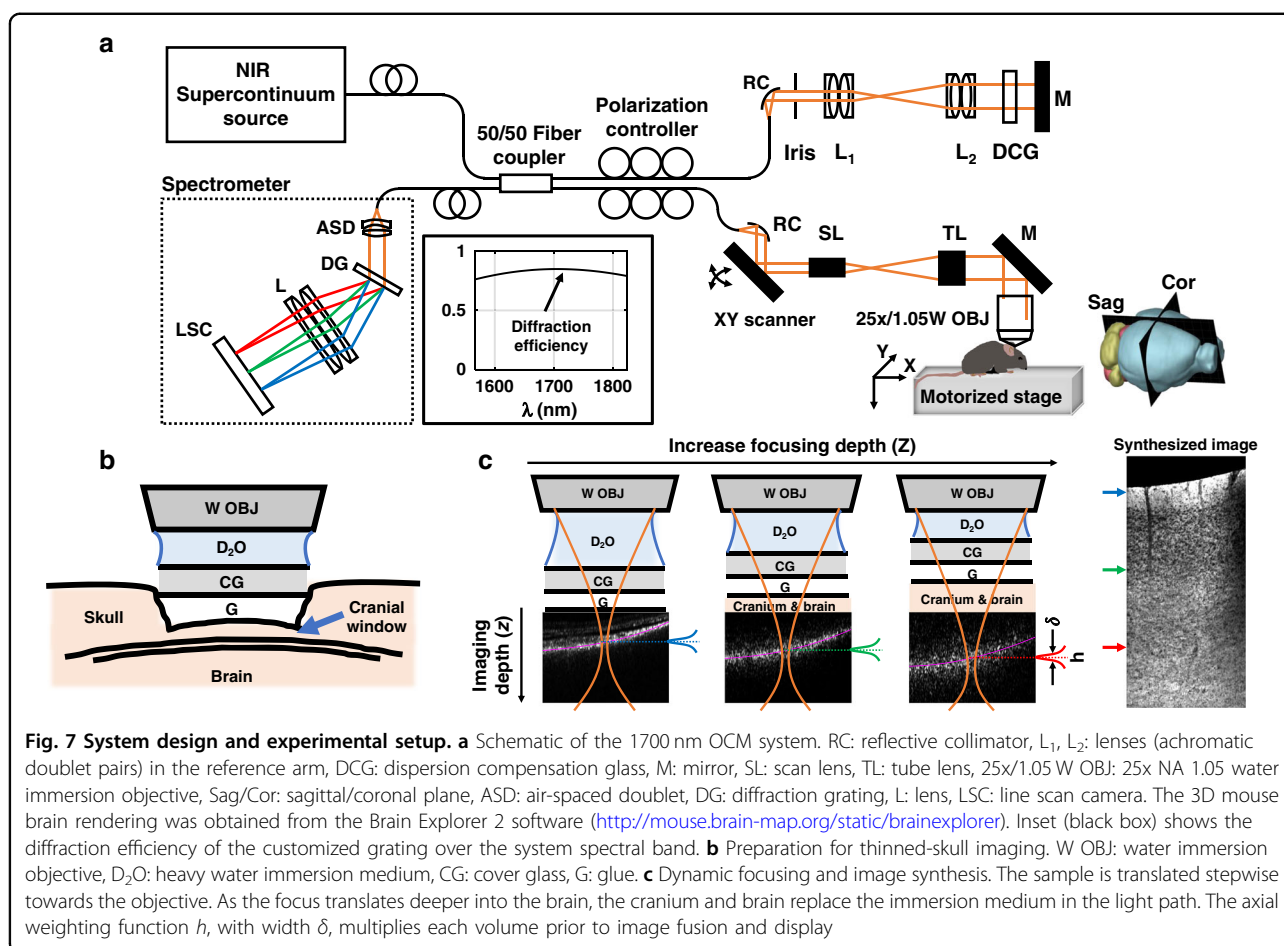 a
NIR
Supercontinuum
source
50/50 Fiber
coupler
Polarization
controller
RC
Iris
L₁
L₂
DCG
M
Spectrometer
ASD
DG
L
LSC
1
0.5
0
Diffraction
efficiency
1600
1700
1800
λ (nm)
RC
SL
TL
M
XY scanner
25x/1.05W OBJ
Y
X
Motorized stage
Sag
Cor
b
W OBJ
D₂O
CG
G
Skull
Cranial
window
Brain
c
Increase focusing depth (Z)
Imaging
depth (z)
W OBJ
D₂O
CG
G
W OBJ
D₂O
CG
G
Cranium & brain
W OBJ
D₂O
CG
G
Cranium & brain
δ
h
Synthesized image
Fig. 7 System design and experimental setup. a Schematic of the 1700 nm OCM system. RC: reflective collimator, L₁, L₂: lenses (achromatic
doublet pairs) in the reference arm, DCG: dispersion compensation glass, M: mirror, SL: scan lens, TL: tube lens, 25x/1.05 W OBJ: 25x NA 1.05 water
immersion objective, Sag/Cor: sagittal/coronal plane, ASD: air-spaced doublet, DG: diffraction grating, L: lens, LSC: line scan camera. The 3D mouse
brain rendering was obtained from the Brain Explorer 2 software (http://mouse.brain-map.org/static/brainexplorer). Inset (black box) shows the
diffraction efficiency of the customized grating over the system spectral band. b Preparation for thinned-skull imaging. W OBJ: water immersion
objective, D₂O: heavy water immersion medium, CG: cover glass, G: glue. c Dynamic focusing and image synthesis. The sample is translated stepwise
towards the objective. As the focus translates deeper into the brain, the cranium and brain replace the immersion medium in the light path. The axial
weighting function h, with width δ, multiplies each volume prior to image fusion and display